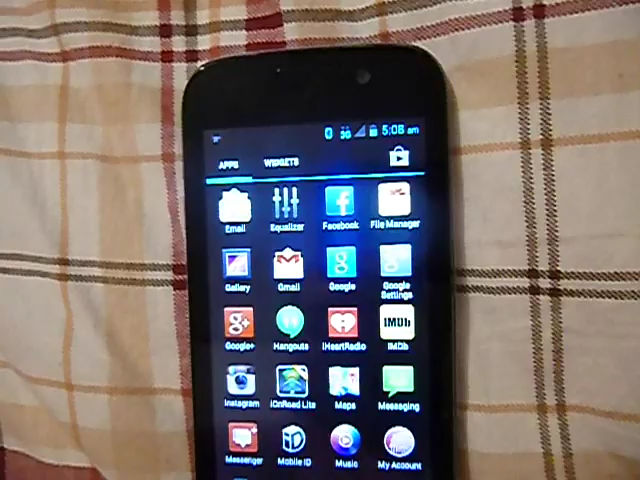 3G 5:08 am
APPS WIDGETS
Email Equalizer Facebook File Manager
Gallery Gmail Google Google Settings
Google+ Hangouts iHeartRadio IMDb
Instagram iOnRoad Lite Maps Messaging
Messenger Mobile ID Music My Account